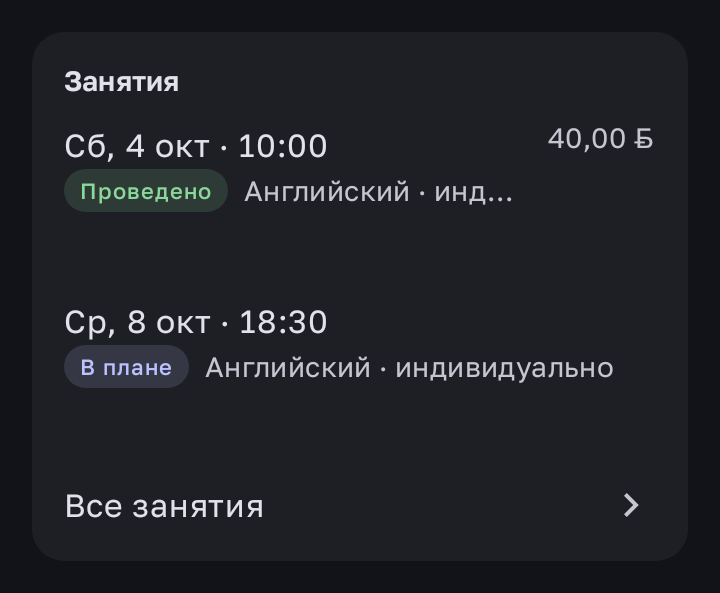 Занятия
Сб, 4 окт · 10:00
40,00 Ƃ
Проведено Английский · инд...
Ср, 8 окт · 18:30
В плане Английский · индивидуально
Все занятия